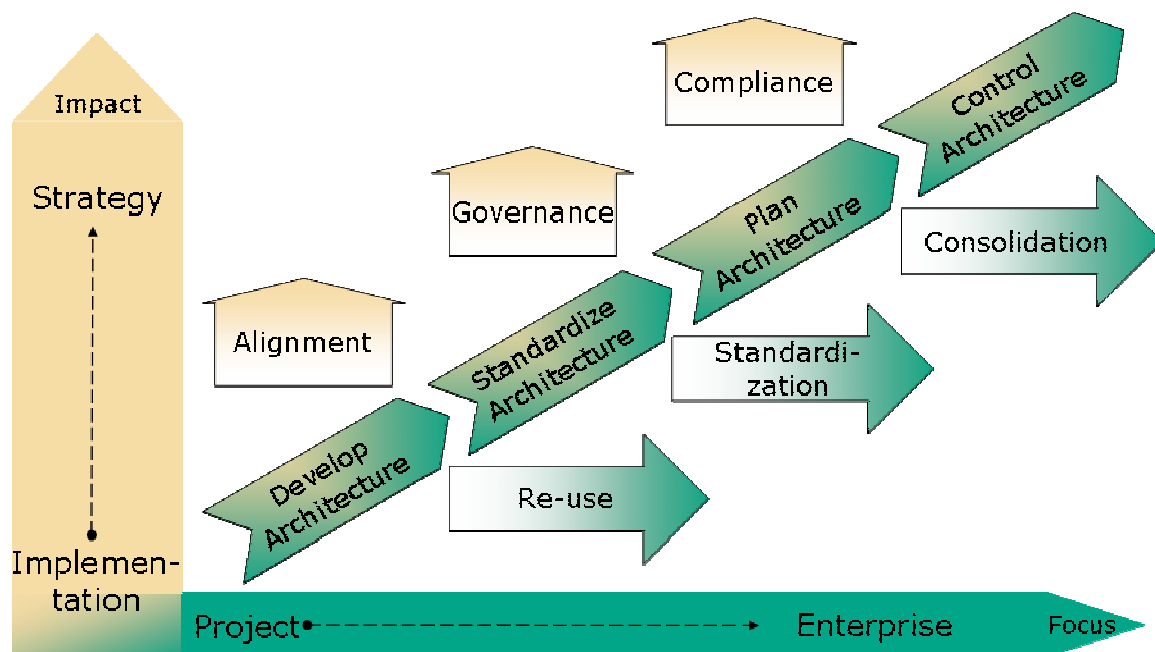 Impact
Strategy
Implemen-
tation
Compliance
Governance
Alignment
Control
Architecture
Plan
Architecture
Standardize
Architecture
Develop
Architecture
Consolidation
Standardi-
zation
Re-use
Project
Enterprise
Focus